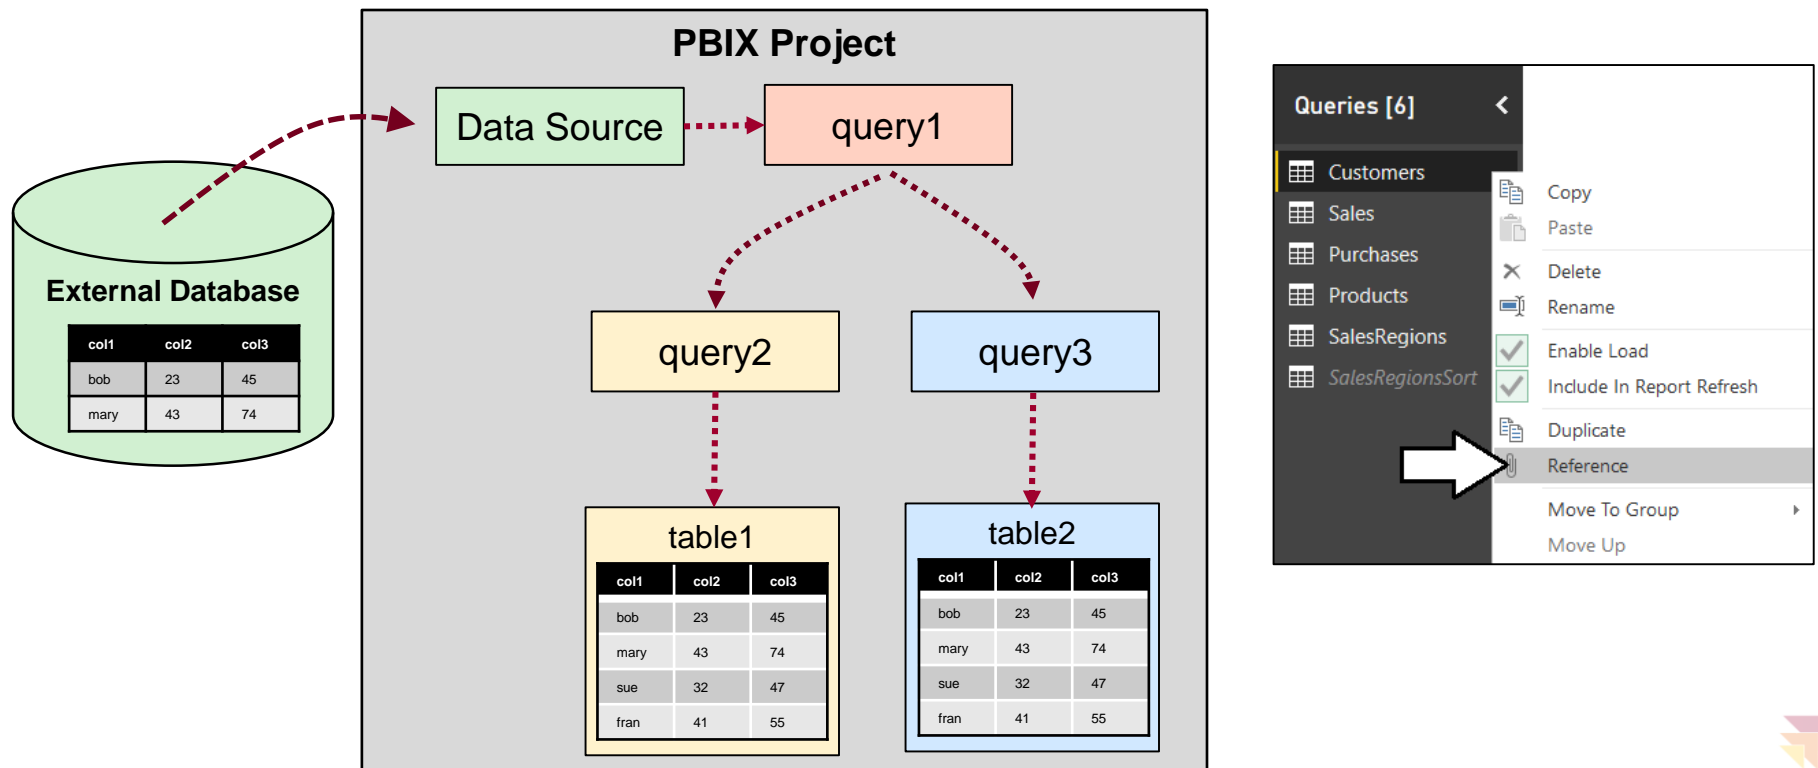 PBIX Project
Data Source
query1
External Database
col1 col2 col3
bob 23 45
mary 43 74
query2
query3
table1
col1 col2 col3
bob 23 45
mary 43 74
sue 32 47
fran 41 55
table2
col1 col2 col3
bob 23 45
mary 43 74
sue 32 47
fran 41 55
Queries [6]
Customers
Sales
Purchases
Products
SalesRegions
SalesRegionsSort
Copy
Paste
Delete
Rename
Enable Load
Include In Report Refresh
Duplicate
Reference
Move To Group
Move Up